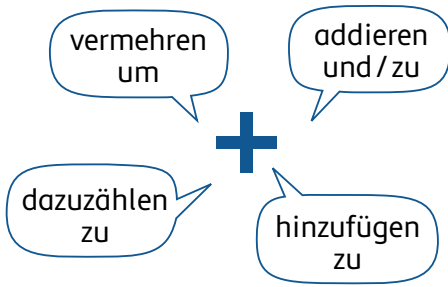 vermehren
um
addieren
und / zu
+
dazuzählen
zu
hinzufügen
zu